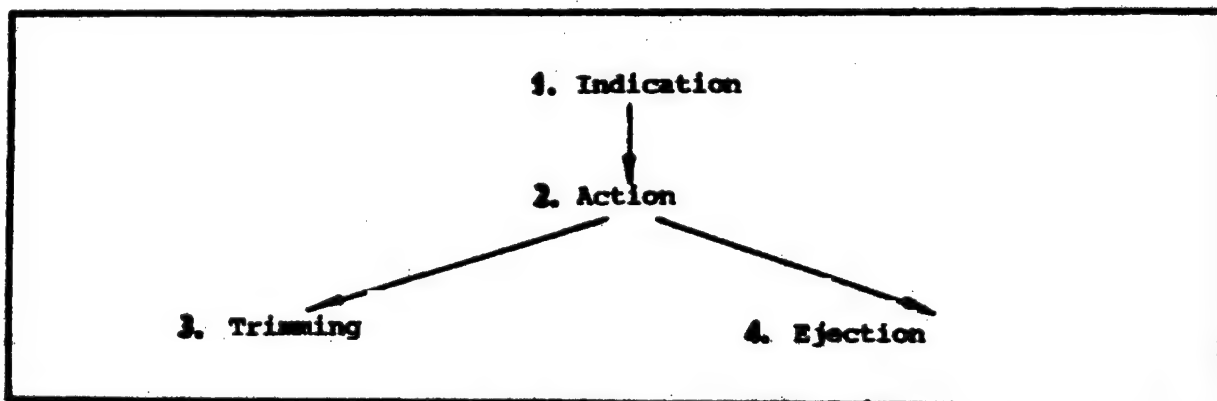 1. Indication
2. Action
3. Trimming
4. Ejection